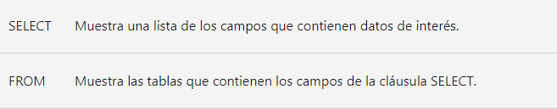 SELECT Muestra una lista de los campos que contienen datos de interés.
FROM Muestra las tablas que contienen los campos de la cláusula SELECT.